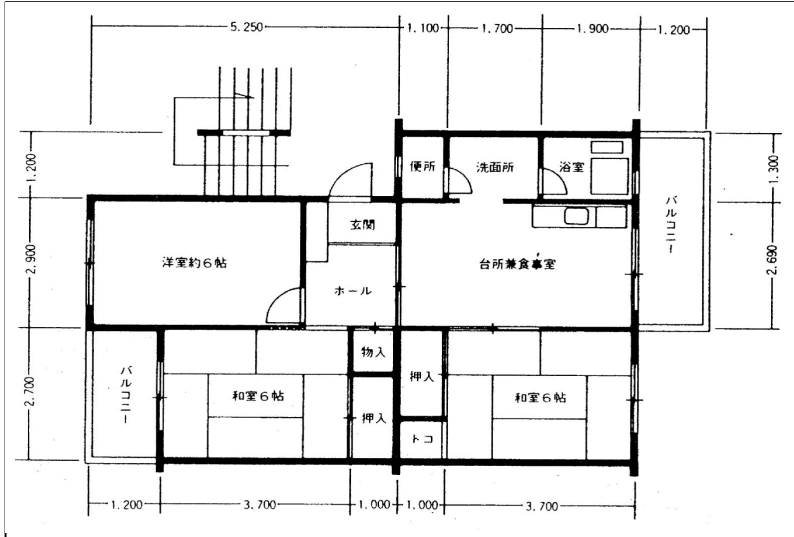 5.250
1.100
1.700
1.900
1.200
1.200
2.900
2.700
1.300
2.690
便所
洗面所
浴室
バルコニー
玄関
洋室約6帖
ホール
台所兼食事室
バルコニー
物入
和室6帖
押入
押入
和室6帖
トコ
1.200
3.700
1.000
1.000
3.700